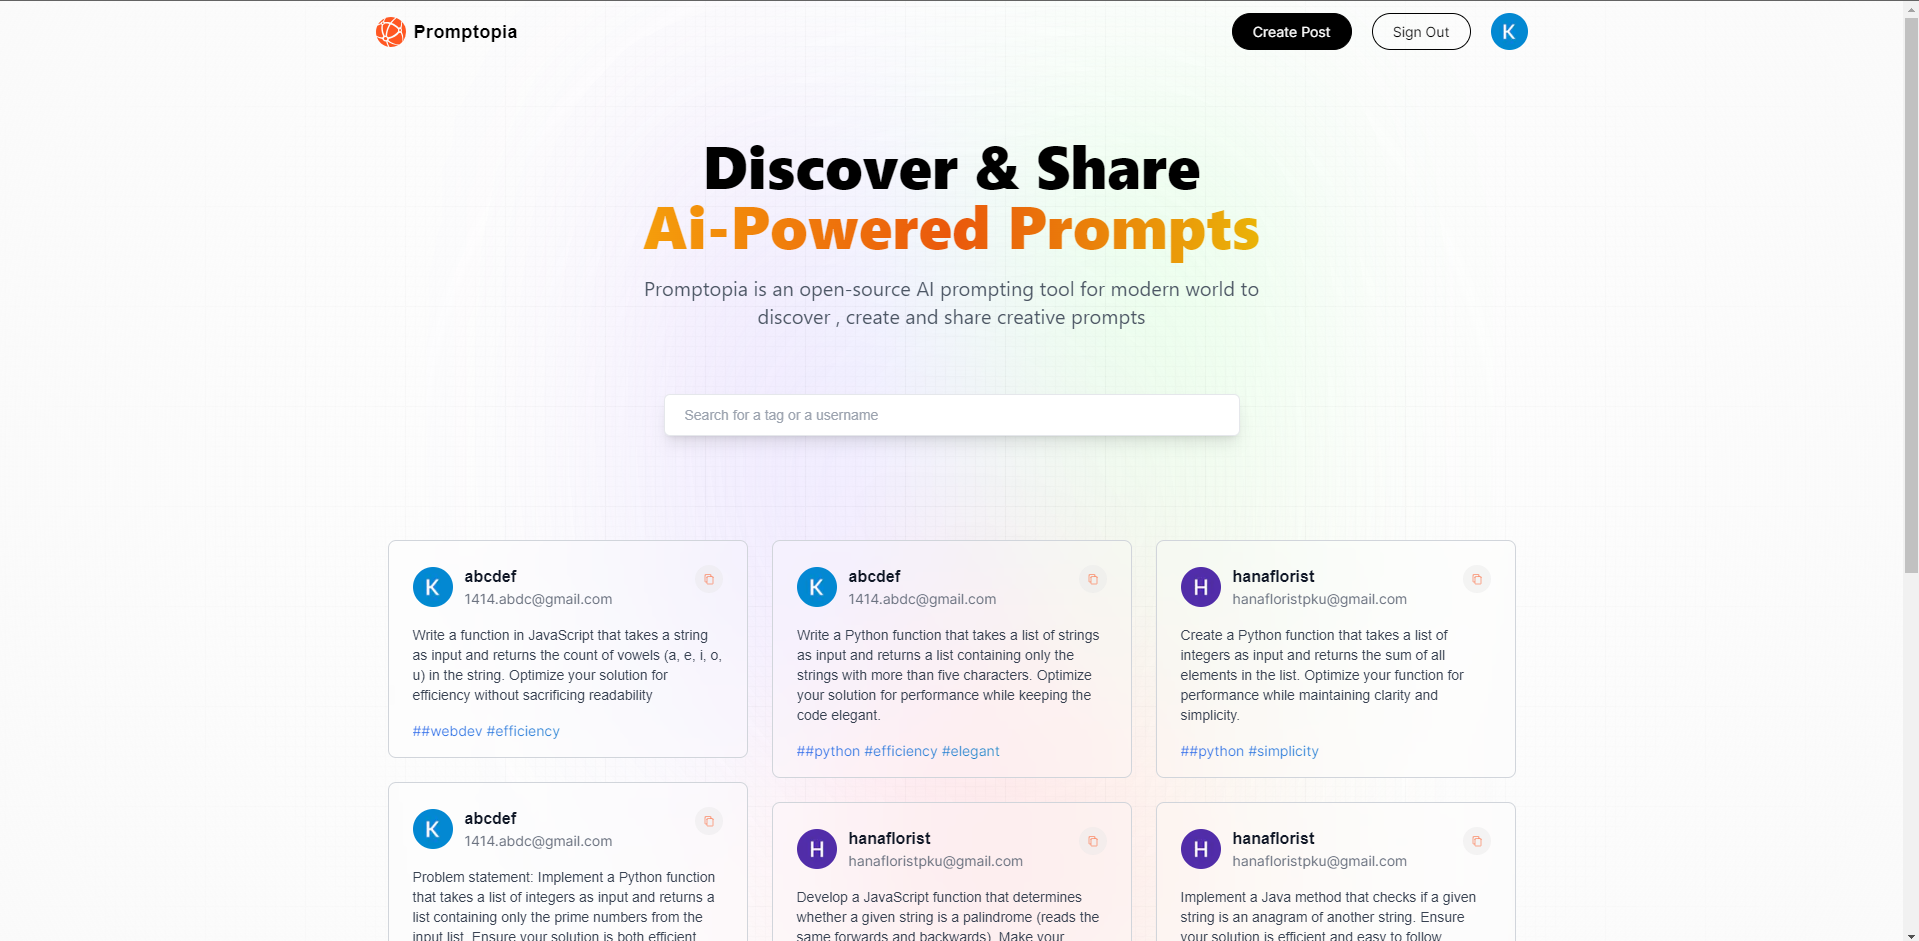 Promptopia
Create Post
Sign Out
K
Discover & Share
Ai-Powered Prompts
Promptopia is an open-source AI prompting tool for modern world to
discover , create and share creative prompts
Search for a tag or a username
K
abcdef
1414.abdc@gmail.com
Write a function in JavaScript that takes a string
as input and returns the count of vowels (a, e, i, o,
u) in the string. Optimize your solution for
efficiency without sacrificing readability
##webdev #efficiency
K
abcdef
1414.abdc@gmail.com
Write a Python function that takes a list of strings
as input and returns a list containing only the
strings with more than five characters. Optimize
your solution for performance while keeping the
code elegant.
##python #efficiency #elegant
H
hanaflorist
hanafloristpku@gmail.com
Create a Python function that takes a list of
integers as input and returns the sum of all
elements in the list. Optimize your function for
performance while maintaining clarity and
simplicity.
##python #simplicity
K
abcdef
1414.abdc@gmail.com
Problem statement: Implement a Python function
that takes a list of integers as input and returns a
list containing only the prime numbers from the
input list. Ensure your solution is both efficient
H
hanaflorist
hanafloristpku@gmail.com
Develop a JavaScript function that determines
whether a given string is a palindrome (reads the
same forwards and backwards). Make your
H
hanaflorist
hanafloristpku@gmail.com
Implement a Java method that checks if a given
string is an anagram of another string. Ensure
your solution is efficient and easy to follow